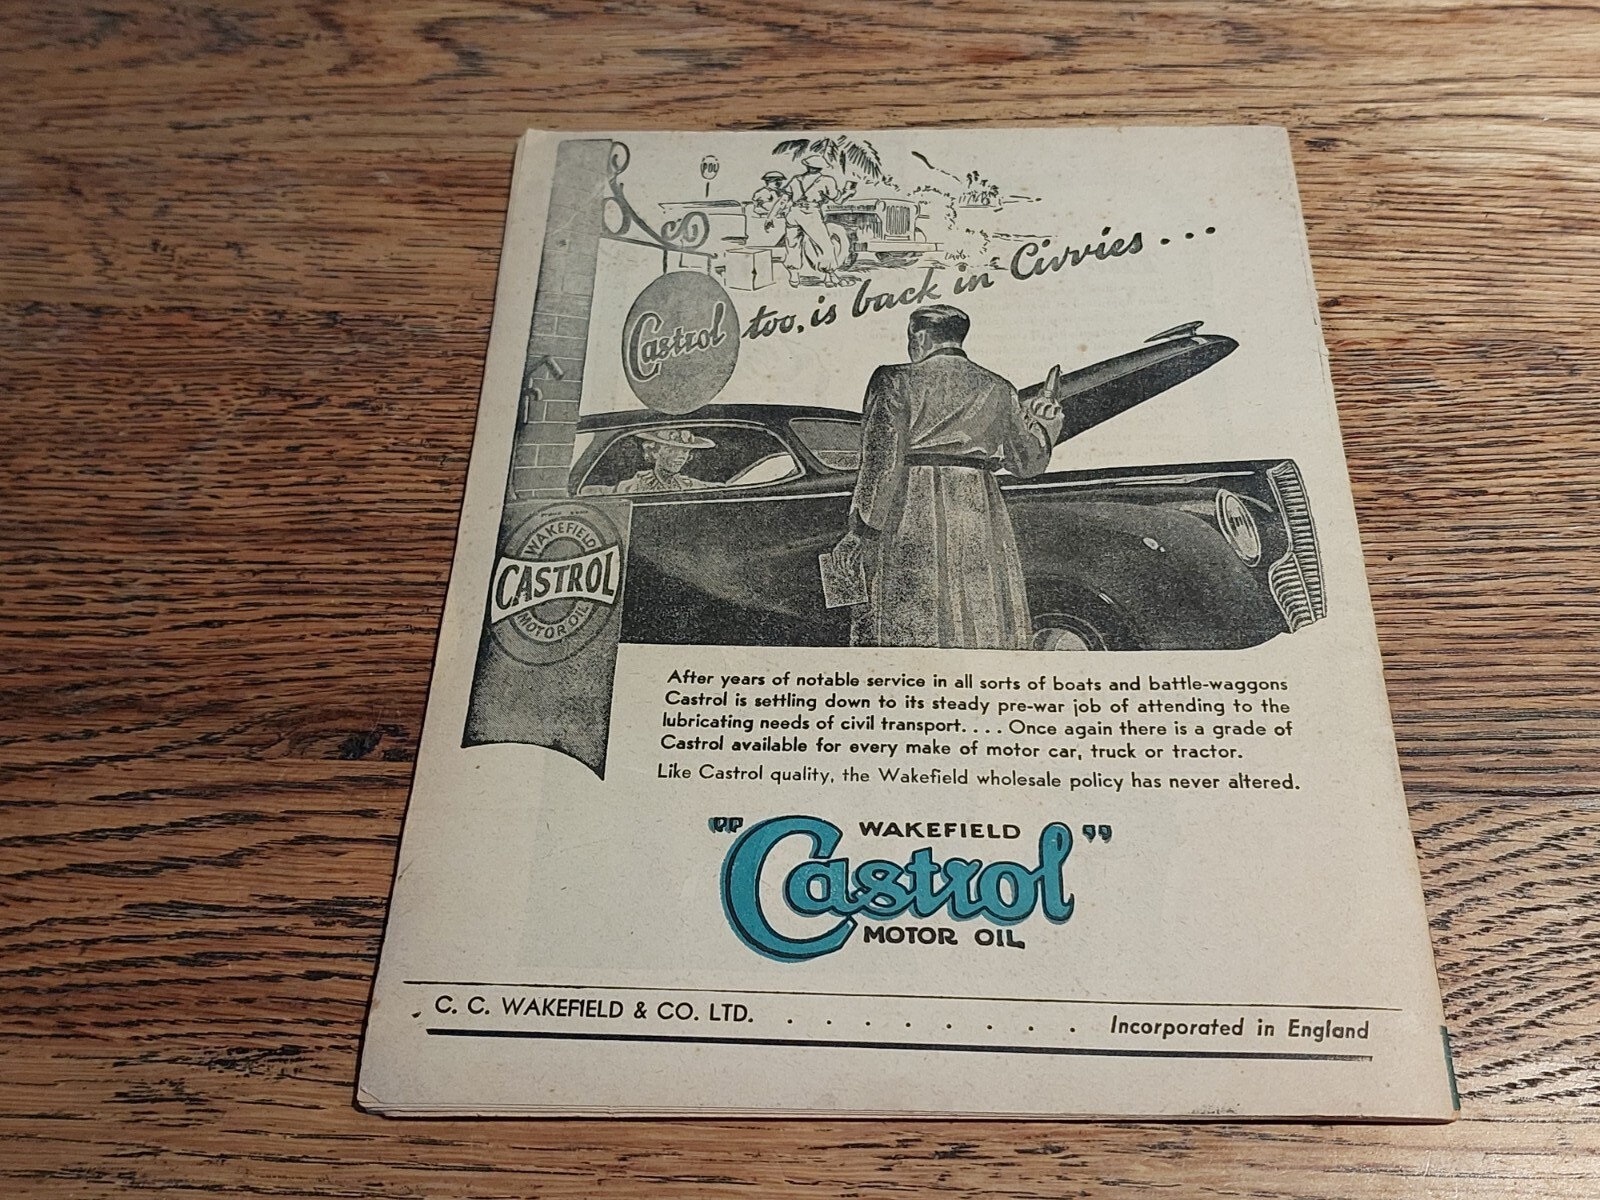 POL
Castrol too, is back in Civvies...
WAKEFIELD
CASTROL
MOTOR OIL
After years of notable service in all sorts of boats and battle-waggons
Castrol is settling down to its steady pre-war job of attending to the
lubricating needs of civil transport.... Once again there is a grade of
Castrol available for every make of motor car, truck or tractor.
Like Castrol quality, the Wakefield wholesale policy has never altered.
WAKEFIELD
"Castrol"
MOTOR OIL
C. C. WAKEFIELD & CO. LTD. . . . . . . . . . Incorporated in England